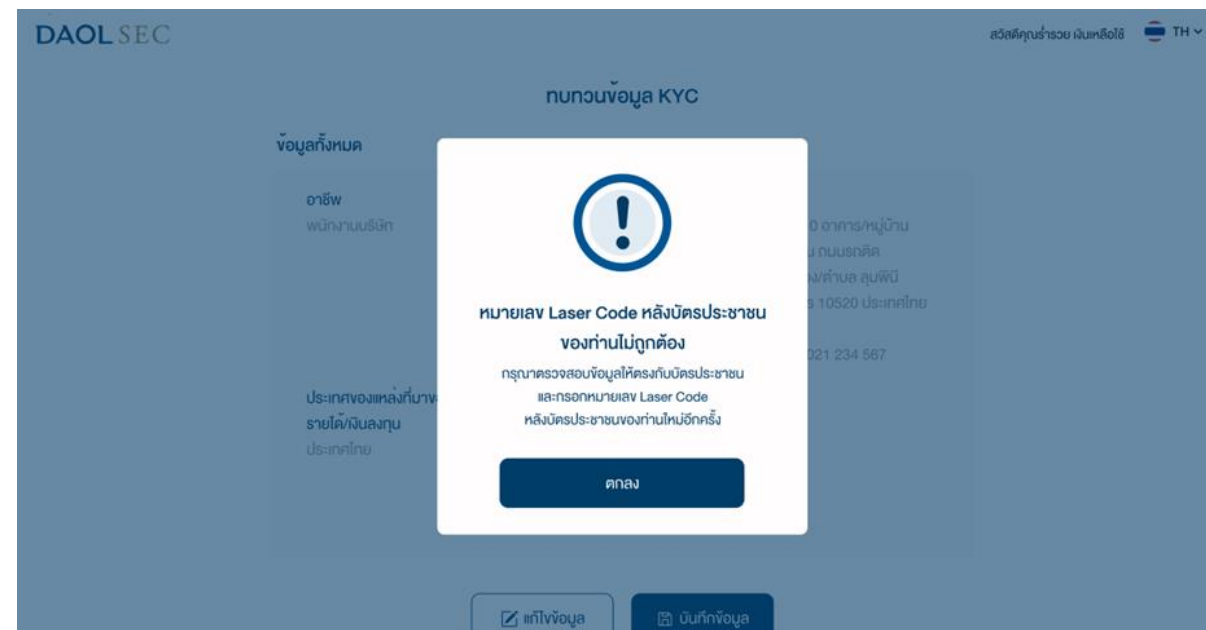 DAOL SEC
สวัสดีคุณร่ำรวย เงินเหลือใช้
TH
ทบทวนข้อมูล KYC
ข้อมูลทั้งหมด
อาชีพ
พนักงานบริษัท
อาคาร/หมู่บ้าน
ถนนรถติด
ลุมพินี
10520 ประเทศไทย
021 234 567
ประเทศของแหล่งที่มาข
รายได้/เงินลงทุน
ประเทศไทย
หมายเลข Laser Code หลังบัตรประชาชน
ของท่านไม่ถูกต้อง
กรุณาตรวจสอบข้อมูลให้ตรงกับบัตรประชาชน
และกรอกหมายเลข Laser Code
หลังบัตรประชาชนของท่านใหม่อีกครั้ง
ตกลง
แก้ไขข้อมูล
บันทึกข้อมูล